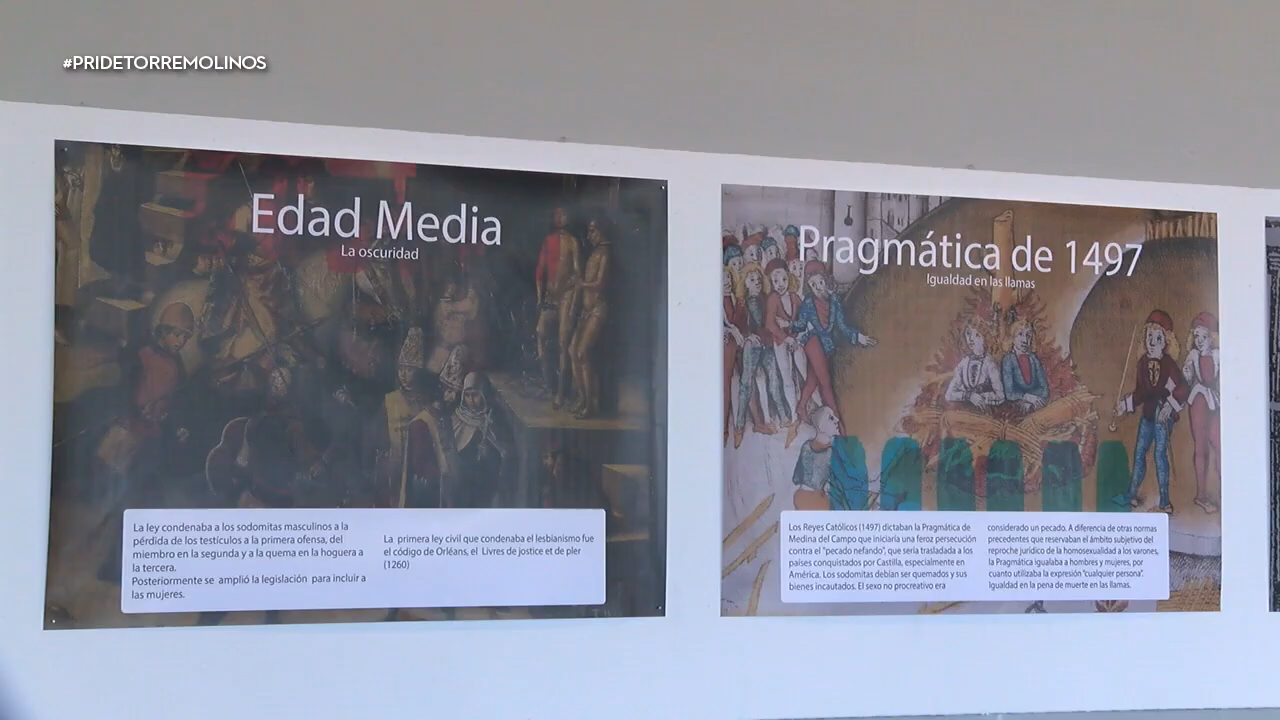 #PRIDETORREMOLINOS
Edad Media
La oscuridad
La ley condenaba a los sodomitas masculinos a la
pérdida de los testículos a la primera ofensa, del
miembro en la segunda y a la quema en la hoguera a
la tercera.
Posteriormente se amplió la legislación para incluir a
las mujeres.
La primera ley civil que condenaba el lesbianismo fue
el código de Orléans, el Livres de justice et de pler
(1260)
Pragmática de 1497
Igualdad en las llamas
Los Reyes Católicos (1497) dictaban la Pragmática de
Medina del Campo que iniciaría una feroz persecución
contra el "pecado nefando", que sería trasladada a los
países conquistados por Castilla, especialmente en
América. Los sodomitas debían ser quemados y sus
bienes incautados. El sexo no procreativo era
considerado un pecado. A diferencia de otras normas
precedentes que reservaban el ámbito subjetivo del
reproche jurídico de la homosexualidad a los varones,
la Pragmática igualaba a hombres y mujeres, por
cuanto utilizaba la expresión "cualquier persona".
Igualdad en la pena de muerte en las llamas.